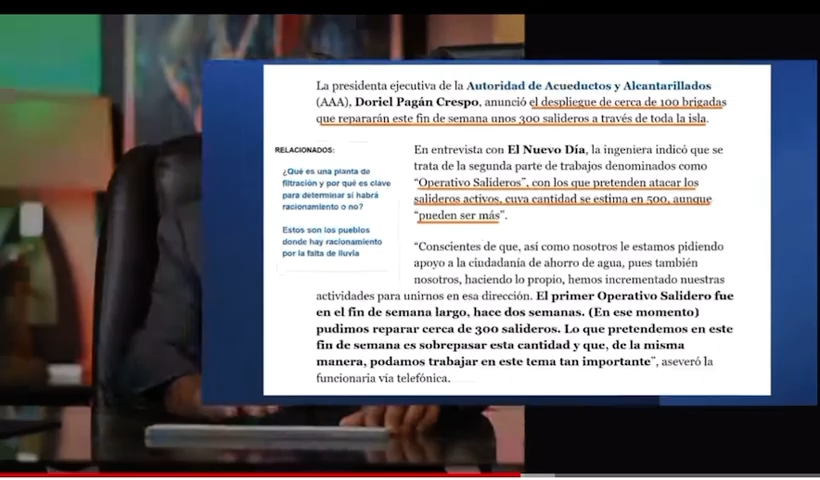 La presidenta ejecutiva de la Autoridad de Acueductos y Alcantarillados
(AAA), Doriel Pagán Crespo, anunció el despliegue de cerca de 100 brigadas
que repararán este fin de semana unos 300 salideros a través de toda la isla.
RELACIONADOS:
¿Qué es una planta de
filtración y por qué es clave
para determinar si habrá
racionamiento o no?
Estos son los pueblos
donde hay racionamiento
por la falta de lluvia
En entrevista con El Nuevo Día, la ingeniera indicó que se
trata de la segunda parte de trabajos denominados como
“Operativo Salideros”, con los que pretenden atacar los
salideros activos, cuya cantidad se estima en 500, aunque
“pueden ser más”.
“Conscientes de que, así como nosotros le estamos pidiendo
apoyo a la ciudadanía de ahorro de agua, pues también
nosotros, haciendo lo propio, hemos incrementado nuestras
actividades para unirnos en esa dirección. El primer Operativo Salidero fue
en el fin de semana largo, hace dos semanas. (En ese momento)
pudimos reparar cerca de 300 salideros. Lo que pretendemos en este
fin de semana es sobrepasar esta cantidad y que, de la misma
manera, podamos trabajar en este tema tan importante”, aseveró la
funcionaria vía telefónica.